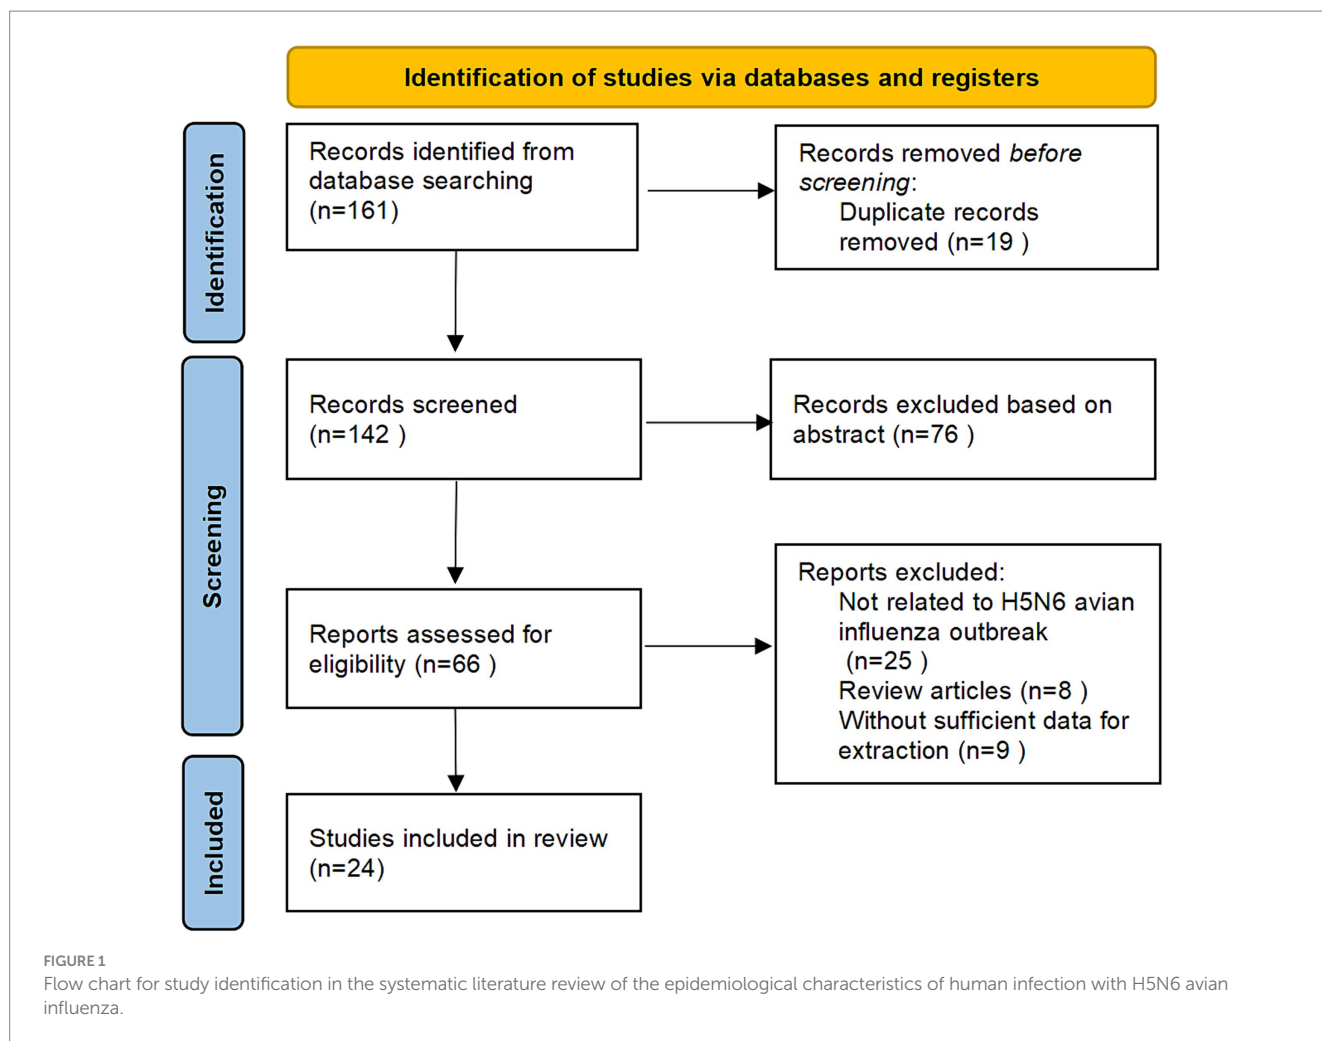 Identification of studies via databases and registers
Identification
Records identified from
database searching
(n=161)
Records removed before
screening:
Duplicate records
removed (n=19 )
Screening
Records screened
(n=142 )
Records excluded based on
abstract (n=76 )
Reports assessed for
eligibility (n=66 )
Reports excluded:
Not related to H5N6 avian
influenza outbreak
(n=25 )
Review articles (n=8 )
Without sufficient data for
extraction (n=9 )
Included
Studies included in review
(n=24)
FIGURE 1
Flow chart for study identification in the systematic literature review of the epidemiological characteristics of human infection with H5N6 avian
influenza.